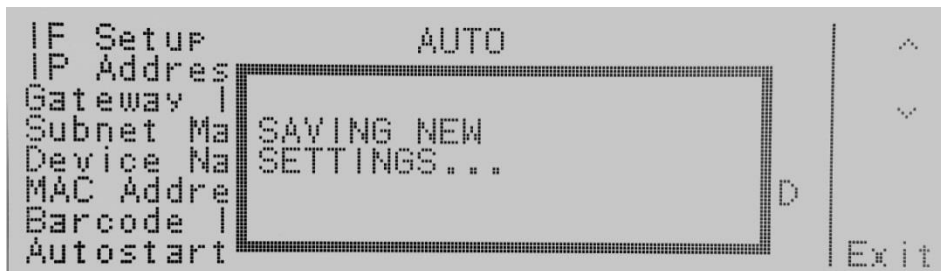 IF Setup AUTO
IP Addres
Gateway I
Subnet Ma
Device Na
MAC Addre D
Barcode I
Autostart
SAVING NEW
SETTINGS...
Exit